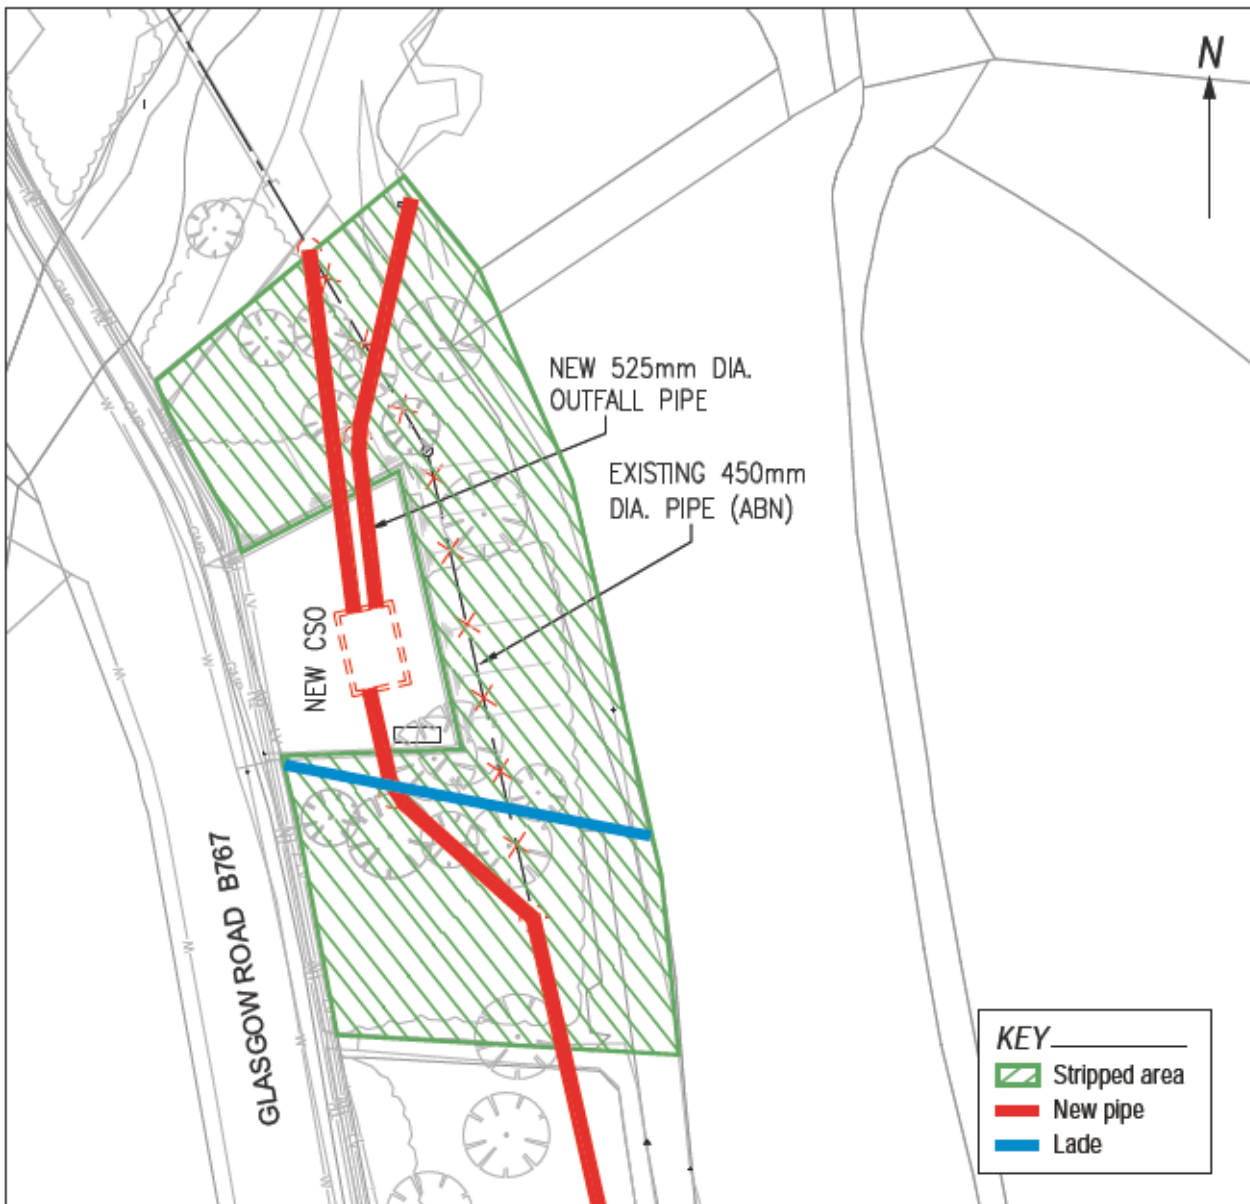 N
NEW 525mm DIA.
OUTFALL PIPE
EXISTING 450mm
DIA. PIPE (ABN)
NEW CSO
GLASGOW ROAD B767
KEY
Stripped area
New pipe
Lade